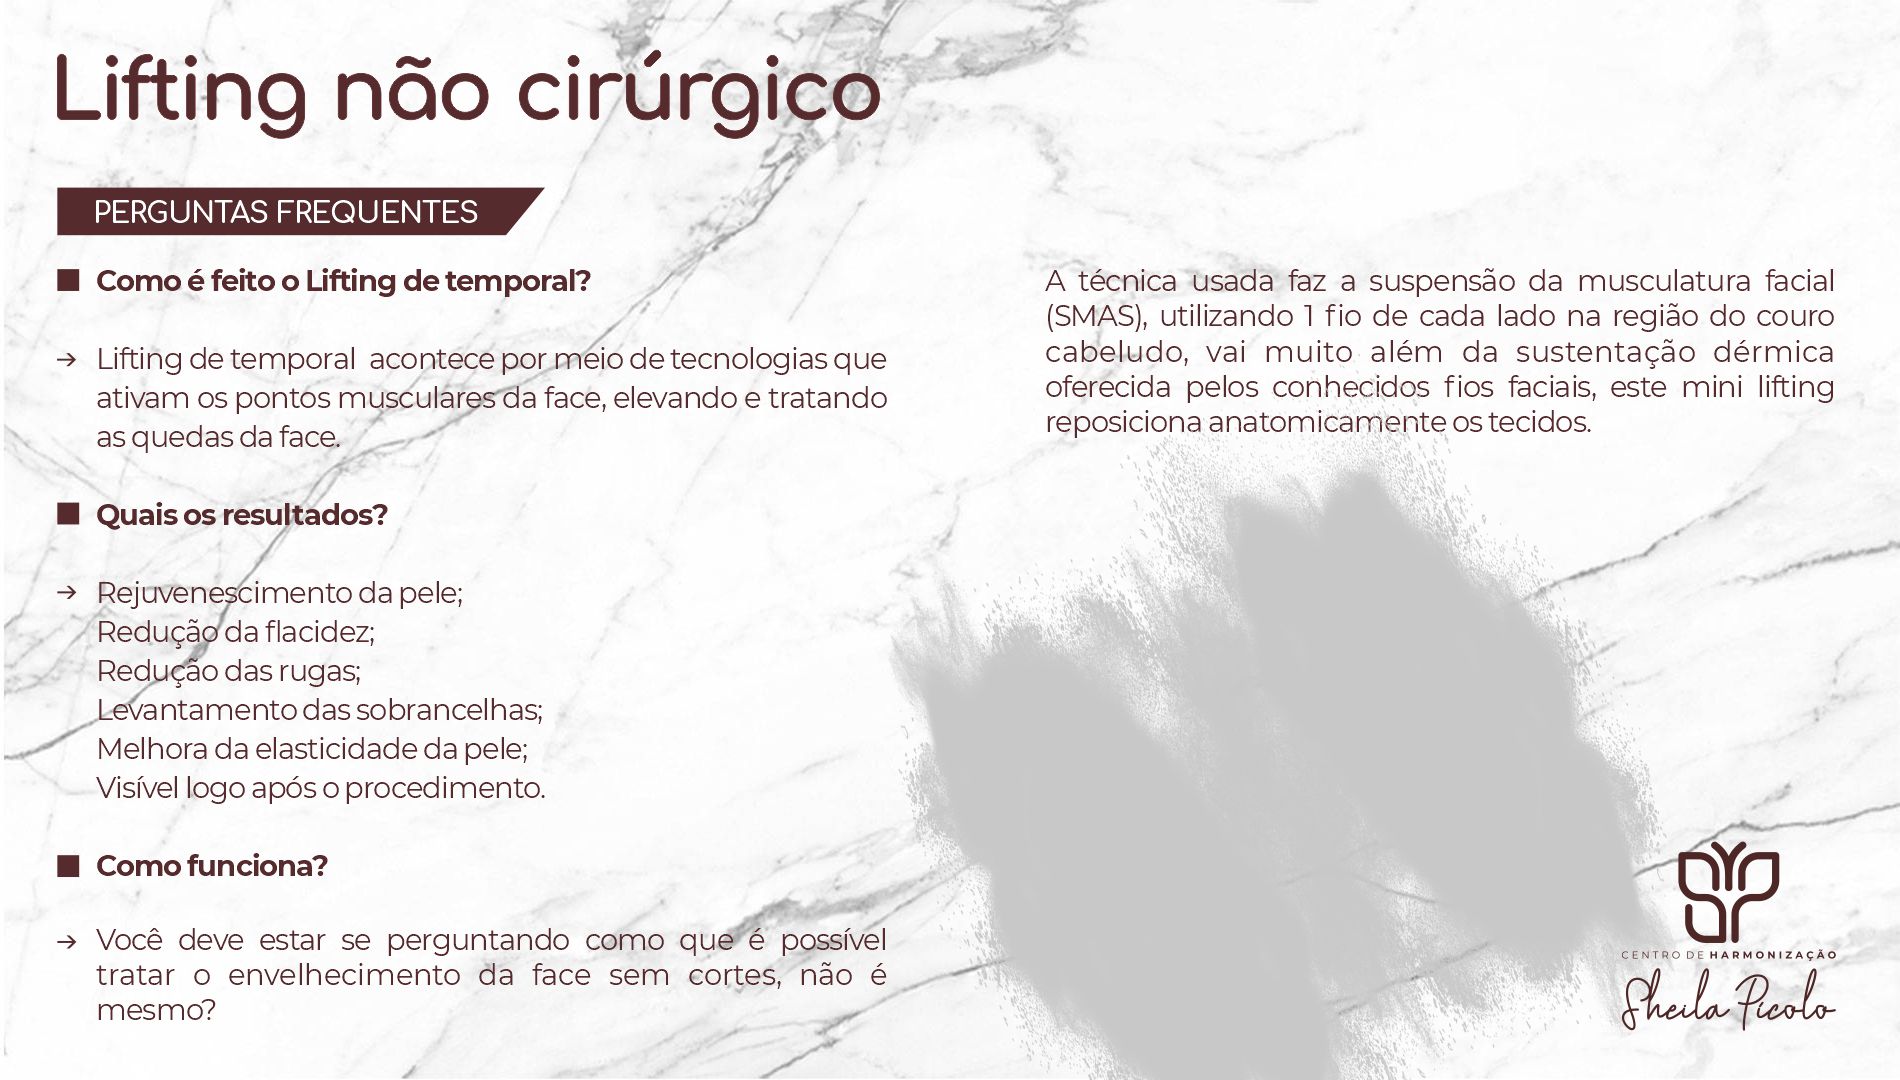 Lifting não cirúrgico
PERGUNTAS FREQUENTES
Como é feito o Lifting de temporal?
Lifting de temporal acontece por meio de tecnologias que
ativam os pontos musculares da face, elevando e tratando
as quedas da face.
Quais os resultados?
Rejuvenescimento da pele;
Redução da flacidez;
Redução das rugas;
Levantamento das sobrancelhas;
Melhora da elasticidade da pele;
Visível logo após o procedimento.
Como funciona?
Você deve estar se perguntando como que é possível
tratar o envelhecimento da face sem cortes, não é
mesmo?
A técnica usada faz a suspensão da musculatura facial
(SMAS), utilizando 1 fio de cada lado na região do couro
cabeludo, vai muito além da sustentação dérmica
oferecida pelos conhecidos fios faciais, este mini lifting
reposiciona anatomicamente os tecidos.
CENTRO DE HARMONIZAÇÃO
Sheila Picolo